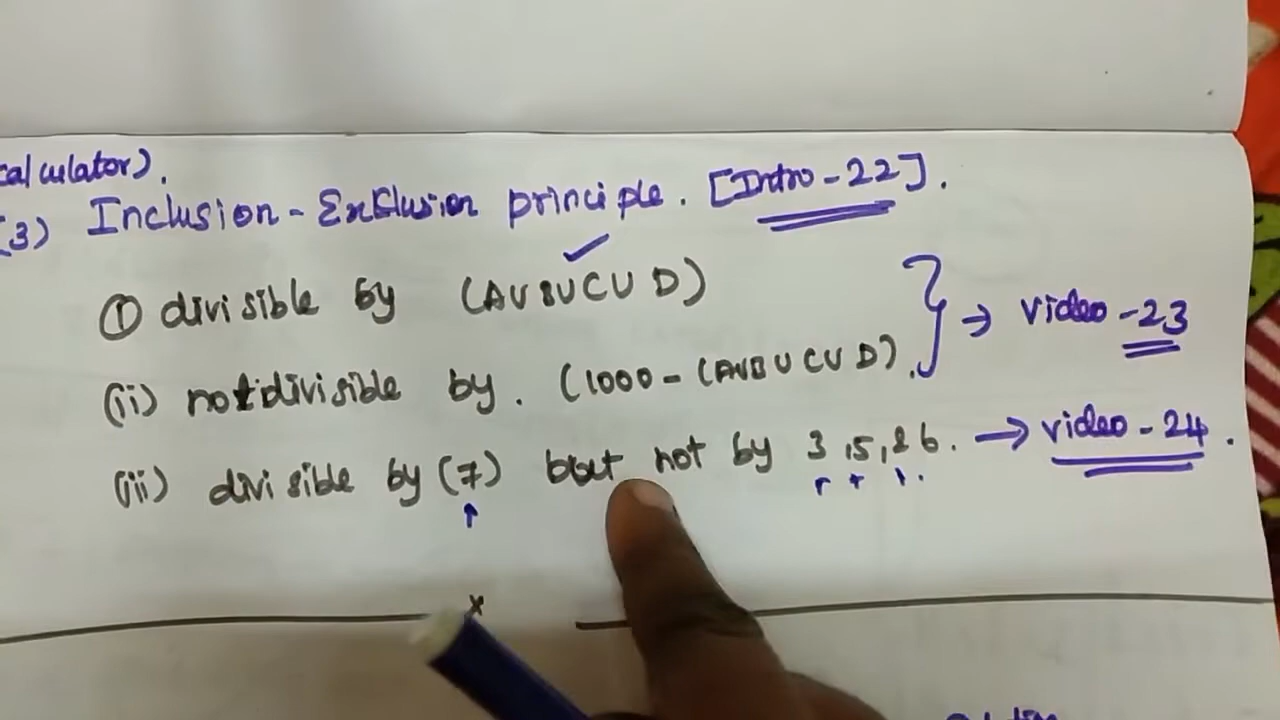 calculator).
(3) Inclusion - Exclusion principle. [Intro - 22].
(i) divisible by (AUBUCUD)
(ii) not divisible by. (1000 - (AUBUCUD). } → video - 23
(iii) divisible by (7) but not by 3,5,26. → video - 24.